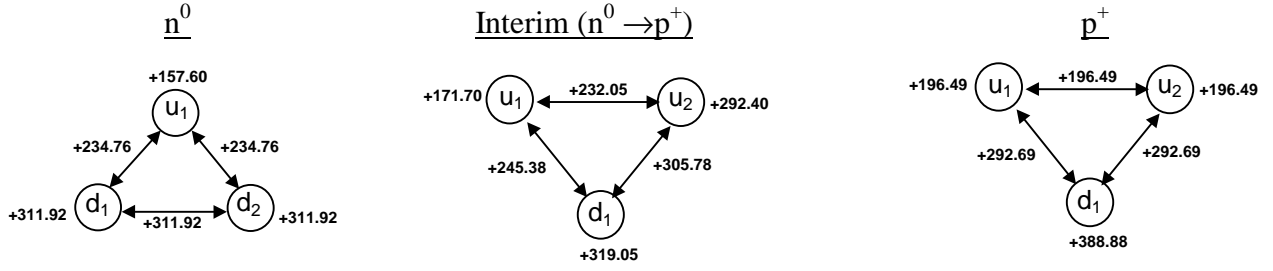 n⁰
+157.60
u₁
+234.76 +234.76
d₁ d₂
+311.92 +311.92 +311.92
Interim (n⁰ →p⁺)
+171.70 u₁ +232.05 u₂ +292.40
+245.38 +305.78
d₁
+319.05
p⁺
+196.49 u₁ +196.49 u₂ +196.49
+292.69 +292.69
d₁
+388.88